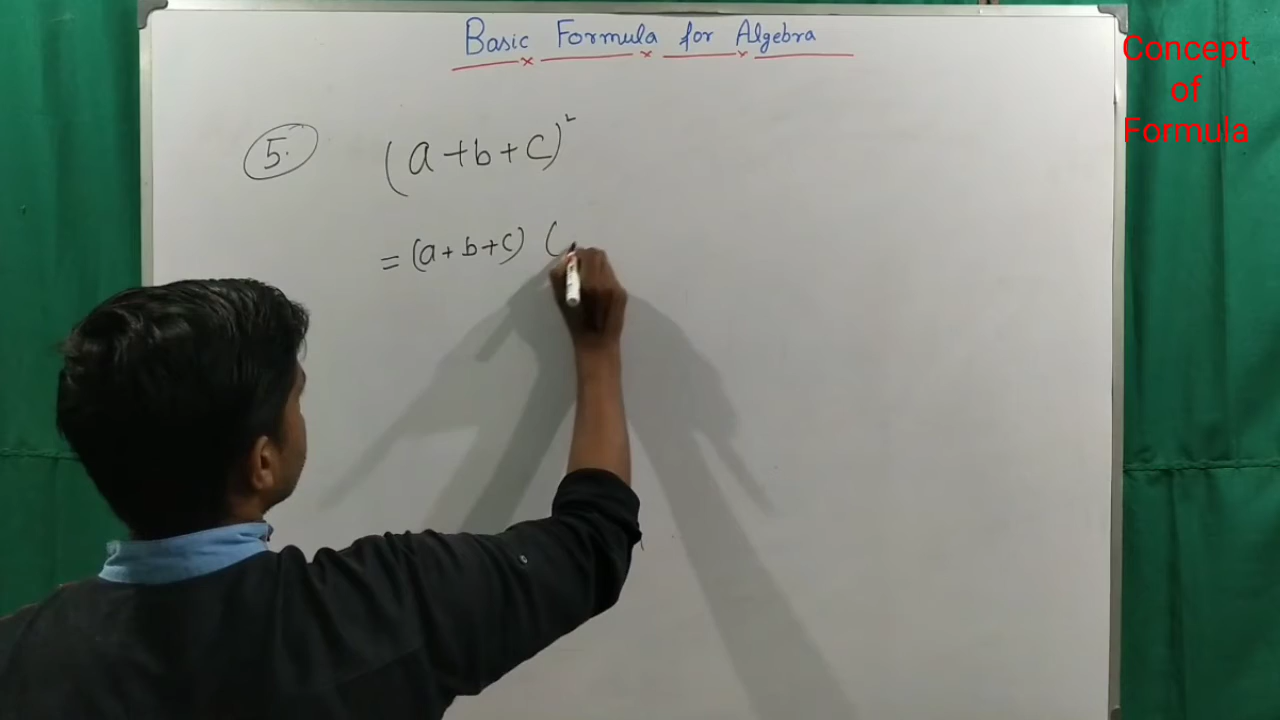 Basic Formula for Algebra
Concept
of
Formula
5. (a+b+c)²
= (a+b+c) (